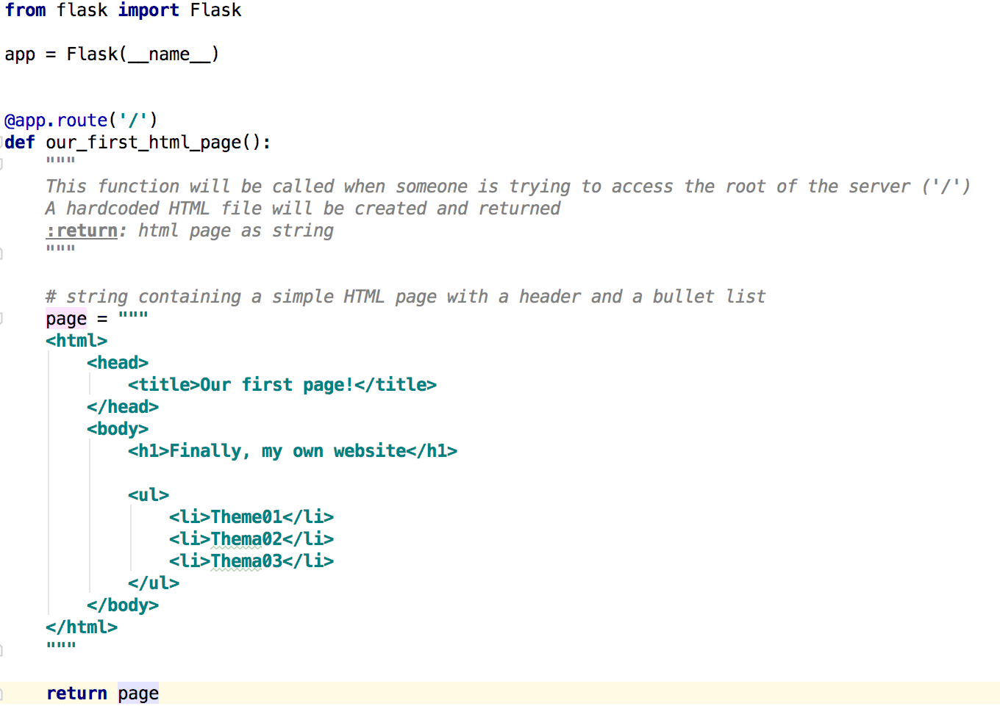 from flask import Flask
app = Flask(__name__)
@app.route('/')
def our_first_html_page():
    """
    This function will be called when someone is trying to access the root of the server ('/')
    A hardcoded HTML file will be created and returned
    :return: html page as string
    """
    # string containing a simple HTML page with a header and a bullet list
    page = """
    <html>
        <head>
            <title>Our first page!</title>
        </head>
        <body>
            <h1>Finally, my own website</h1>
            <ul>
                <li>Theme01</li>
                <li>Thema02</li>
                <li>Thema03</li>
            </ul>
        </body>
    </html>
    """
    return page